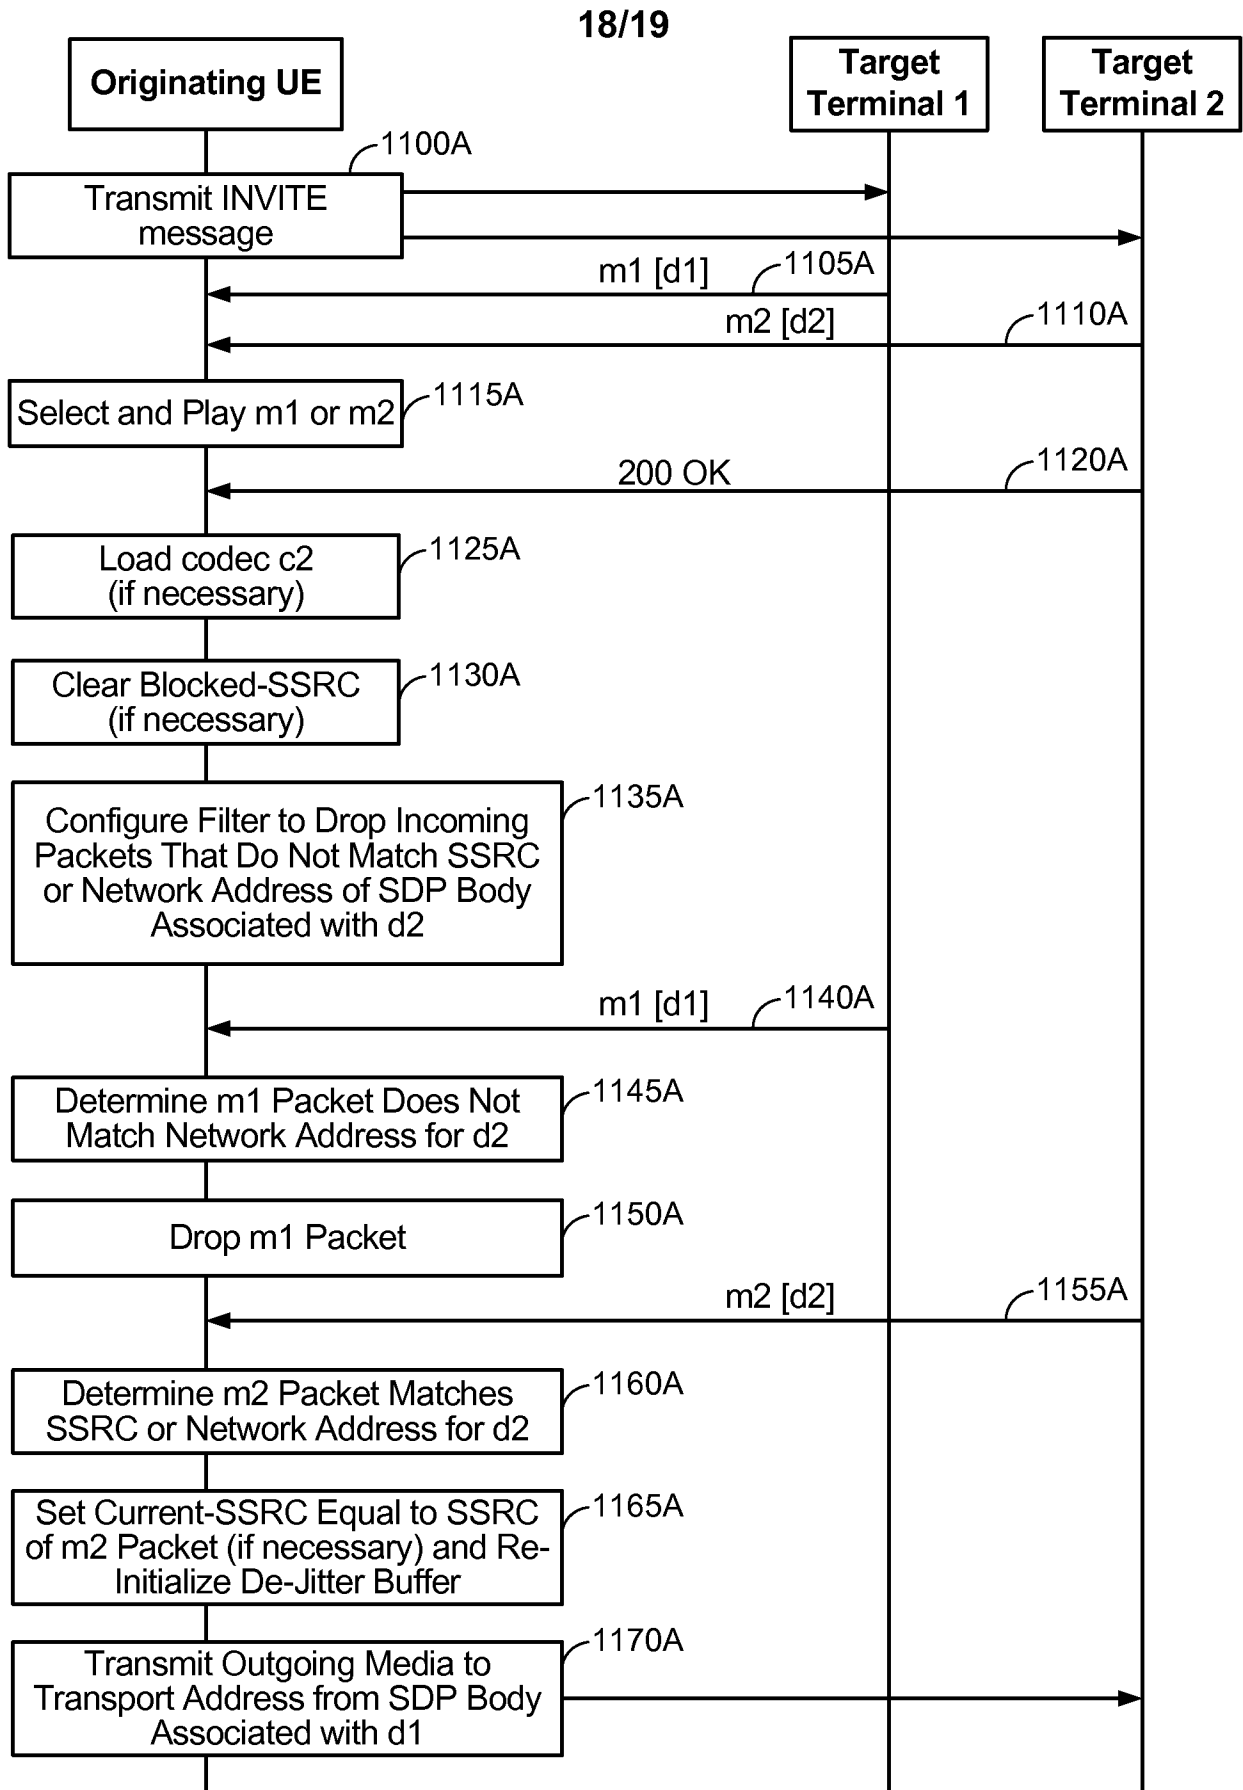 18/19
Originating UE
Target
Terminal 1
Target
Terminal 2
1100A
Transmit INVITE
message
m1 [d1]
1105A
m2 [d2]
1110A
Select and Play m1 or m2
1115A
200 OK
1120A
Load codec c2
(if necessary)
1125A
Clear Blocked-SSRC
(if necessary)
1130A
Configure Filter to Drop Incoming
Packets That Do Not Match SSRC
or Network Address of SDP Body
Associated with d2
1135A
m1 [d1]
1140A
Determine m1 Packet Does Not
Match Network Address for d2
1145A
Drop m1 Packet
1150A
m2 [d2]
1155A
Determine m2 Packet Matches
SSRC or Network Address for d2
1160A
Set Current-SSRC Equal to SSRC
of m2 Packet (if necessary) and Re-
Initialize De-Jitter Buffer
1165A
Transmit Outgoing Media to
Transport Address from SDP Body
Associated with d1
1170A